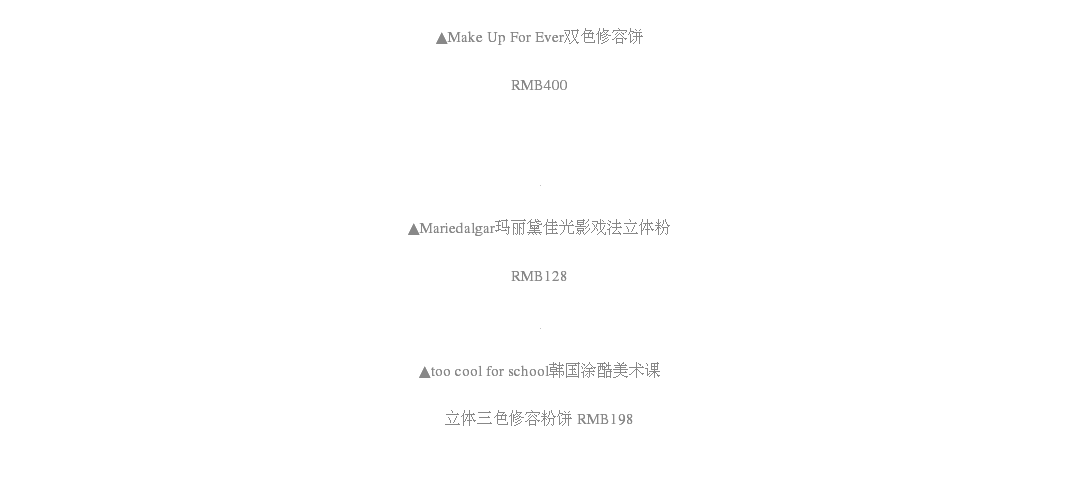 ▲Make Up For Ever双色修容饼
RMB400
▲Mariedalgar玛丽黛佳光影戏法立体粉
RMB128
▲too cool for school韩国涂酷美术课
立体三色修容粉饼 RMB198